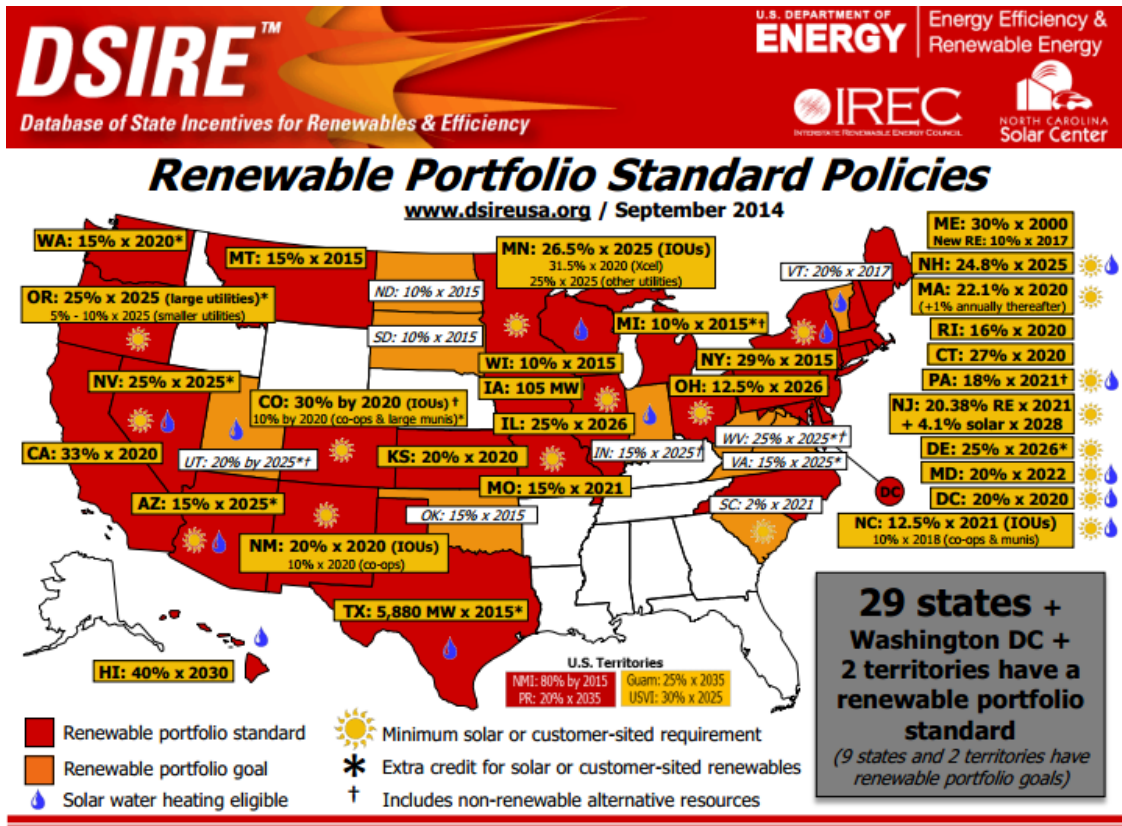 DSIRE™
Database of State Incentives for Renewables & Efficiency
U.S. DEPARTMENT OF
ENERGY
Energy Efficiency &
Renewable Energy
IREC
INTERSTATE RENEWABLE ENERGY COUNCIL
NORTH CAROLINA
Solar Center
Renewable Portfolio Standard Policies
www.dsireusa.org / September 2014
WA: 15% x 2020*
MT: 15% x 2015
MN: 26.5% x 2025 (IOUs)
31.5% x 2020 (Xcel)
25% x 2025 (other utilities)
VT: 20% x 2017
ME: 30% x 2000
New RE: 10% x 2017
NH: 24.8% x 2025
MA: 22.1% x 2020
(+1% annually thereafter)
RI: 16% x 2020
CT: 27% x 2020
PA: 18% x 2021†
NJ: 20.38% RE x 2021
+ 4.1% solar x 2028
DE: 25% x 2026*
MD: 20% x 2022
DC: 20% x 2020
NC: 12.5% x 2021 (IOUs)
10% x 2018 (co-ops & munis)
OR: 25% x 2025 (large utilities)*
5% - 10% x 2025 (smaller utilities)
ND: 10% x 2015
SD: 10% x 2015
MI: 10% x 2015*†
WI: 10% x 2015
NY: 29% x 2015
NV: 25% x 2025*
CO: 30% by 2020 (IOUs) †
10% by 2020 (co-ops & large munis)*
IA: 105 MW
OH: 12.5% x 2026
IL: 25% x 2026
CA: 33% x 2020
UT: 20% by 2025*†
KS: 20% x 2020
IN: 15% x 2025†
WV: 25% x 2025*†
VA: 15% x 2025*
DC
AZ: 15% x 2025*
MO: 15% x 2021
OK: 15% x 2015
SC: 2% x 2021
NM: 20% x 2020 (IOUs)
10% x 2020 (co-ops)
TX: 5,880 MW x 2015*
HI: 40% x 2030
U.S. Territories
NMI: 80% by 2015
PR: 20% x 2035
Guam: 25% x 2035
USVI: 30% x 2025
29 states +
Washington DC +
2 territories have a
renewable portfolio
standard
(9 states and 2 territories have
renewable portfolio goals)
Renewable portfolio standard
Renewable portfolio goal
Solar water heating eligible
Minimum solar or customer-sited requirement
* Extra credit for solar or customer-sited renewables
† Includes non-renewable alternative resources